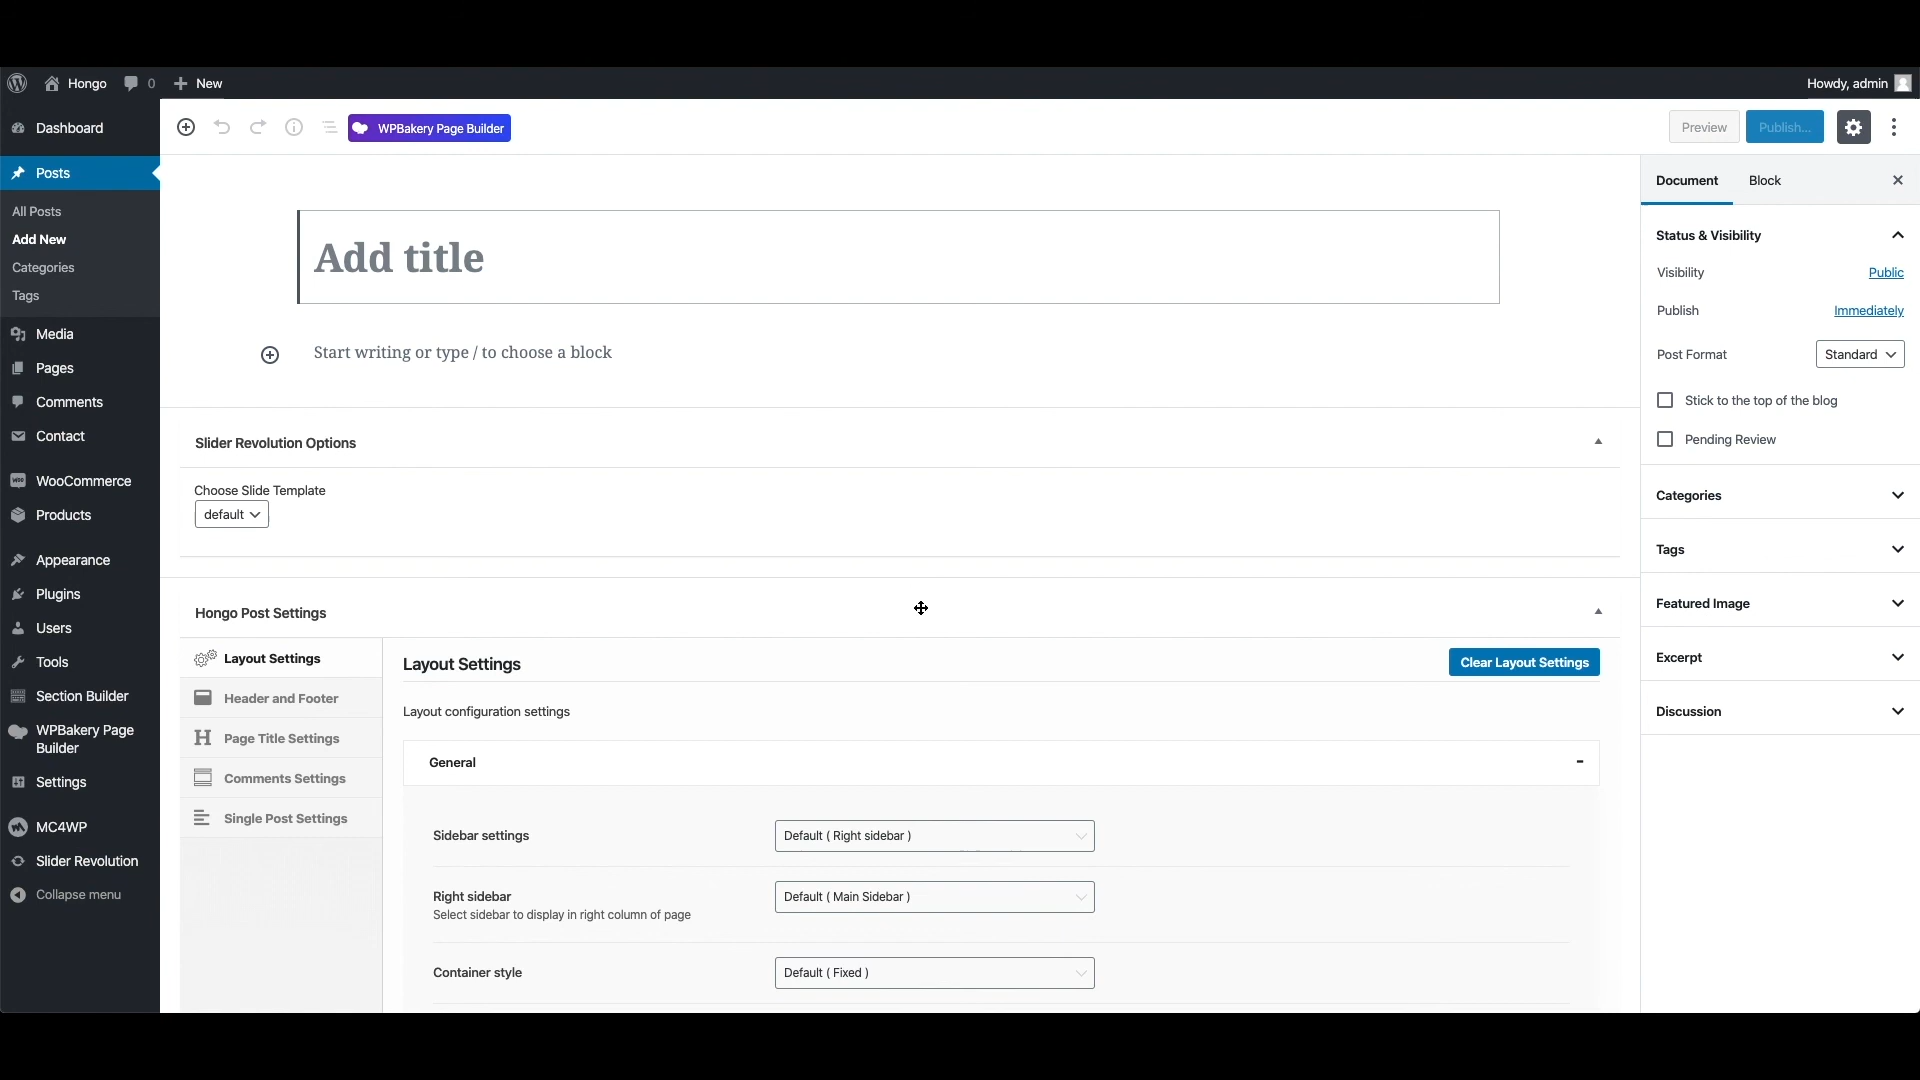 Hongo 0 New Howdy, admin
Dashboard
Posts
All Posts
Add New
Categories
Tags
Media
Pages
Comments
Contact
WooCommerce
Products
Appearance
Plugins
Users
Tools
Section Builder
WPBakery Page
Builder
Settings
MC4WP
Slider Revolution
Collapse menu
WPBakery Page Builder
Preview Publish...
Add title
Start writing or type / to choose a block
Slider Revolution Options
Choose Slide Template
default
Hongo Post Settings
Layout Settings
Header and Footer
Page Title Settings
Comments Settings
Single Post Settings
Layout Settings Clear Layout Settings
Layout configuration settings
General
Sidebar settings Default ( Right sidebar )
Right sidebar Default ( Main Sidebar )
Select sidebar to display in right column of page
Container style Default ( Fixed )
Document Block
Status & Visibility
Visibility Public
Publish Immediately
Post Format Standard
Stick to the top of the blog
Pending Review
Categories
Tags
Featured Image
Excerpt
Discussion